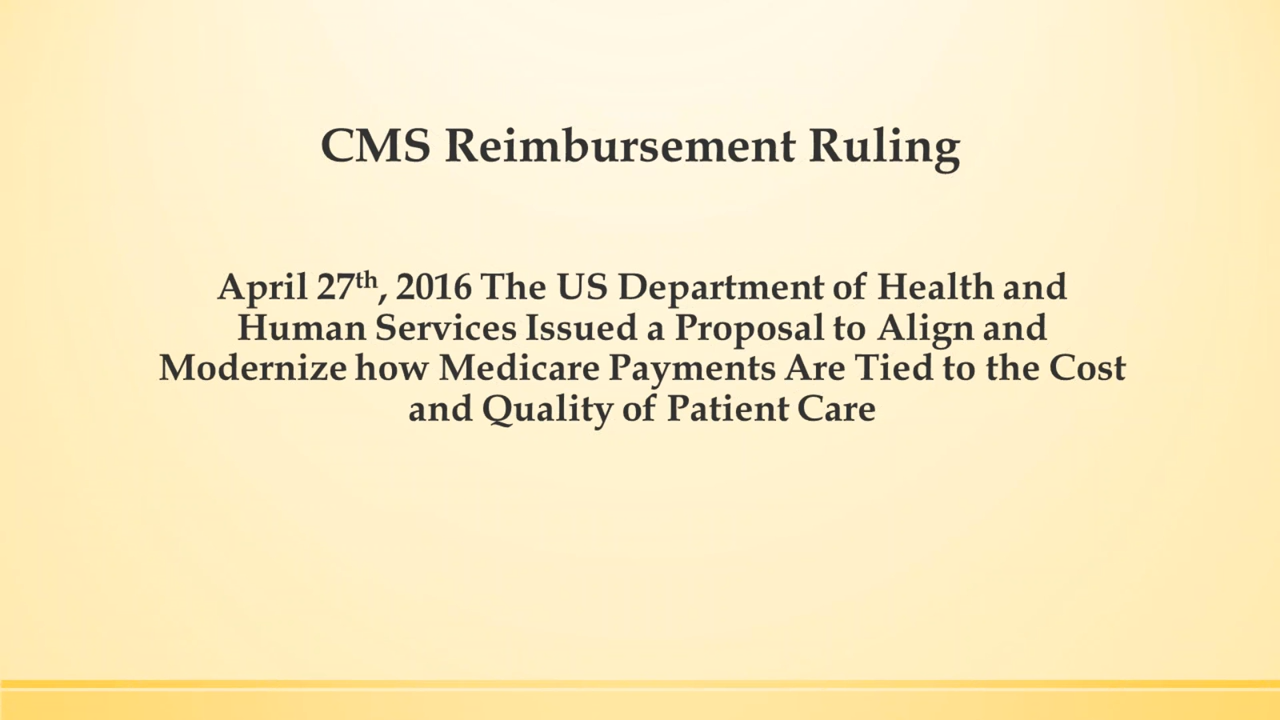 CMS Reimbursement Ruling
April 27th, 2016 The US Department of Health and
Human Services Issued a Proposal to Align and
Modernize how Medicare Payments Are Tied to the Cost
and Quality of Patient Care